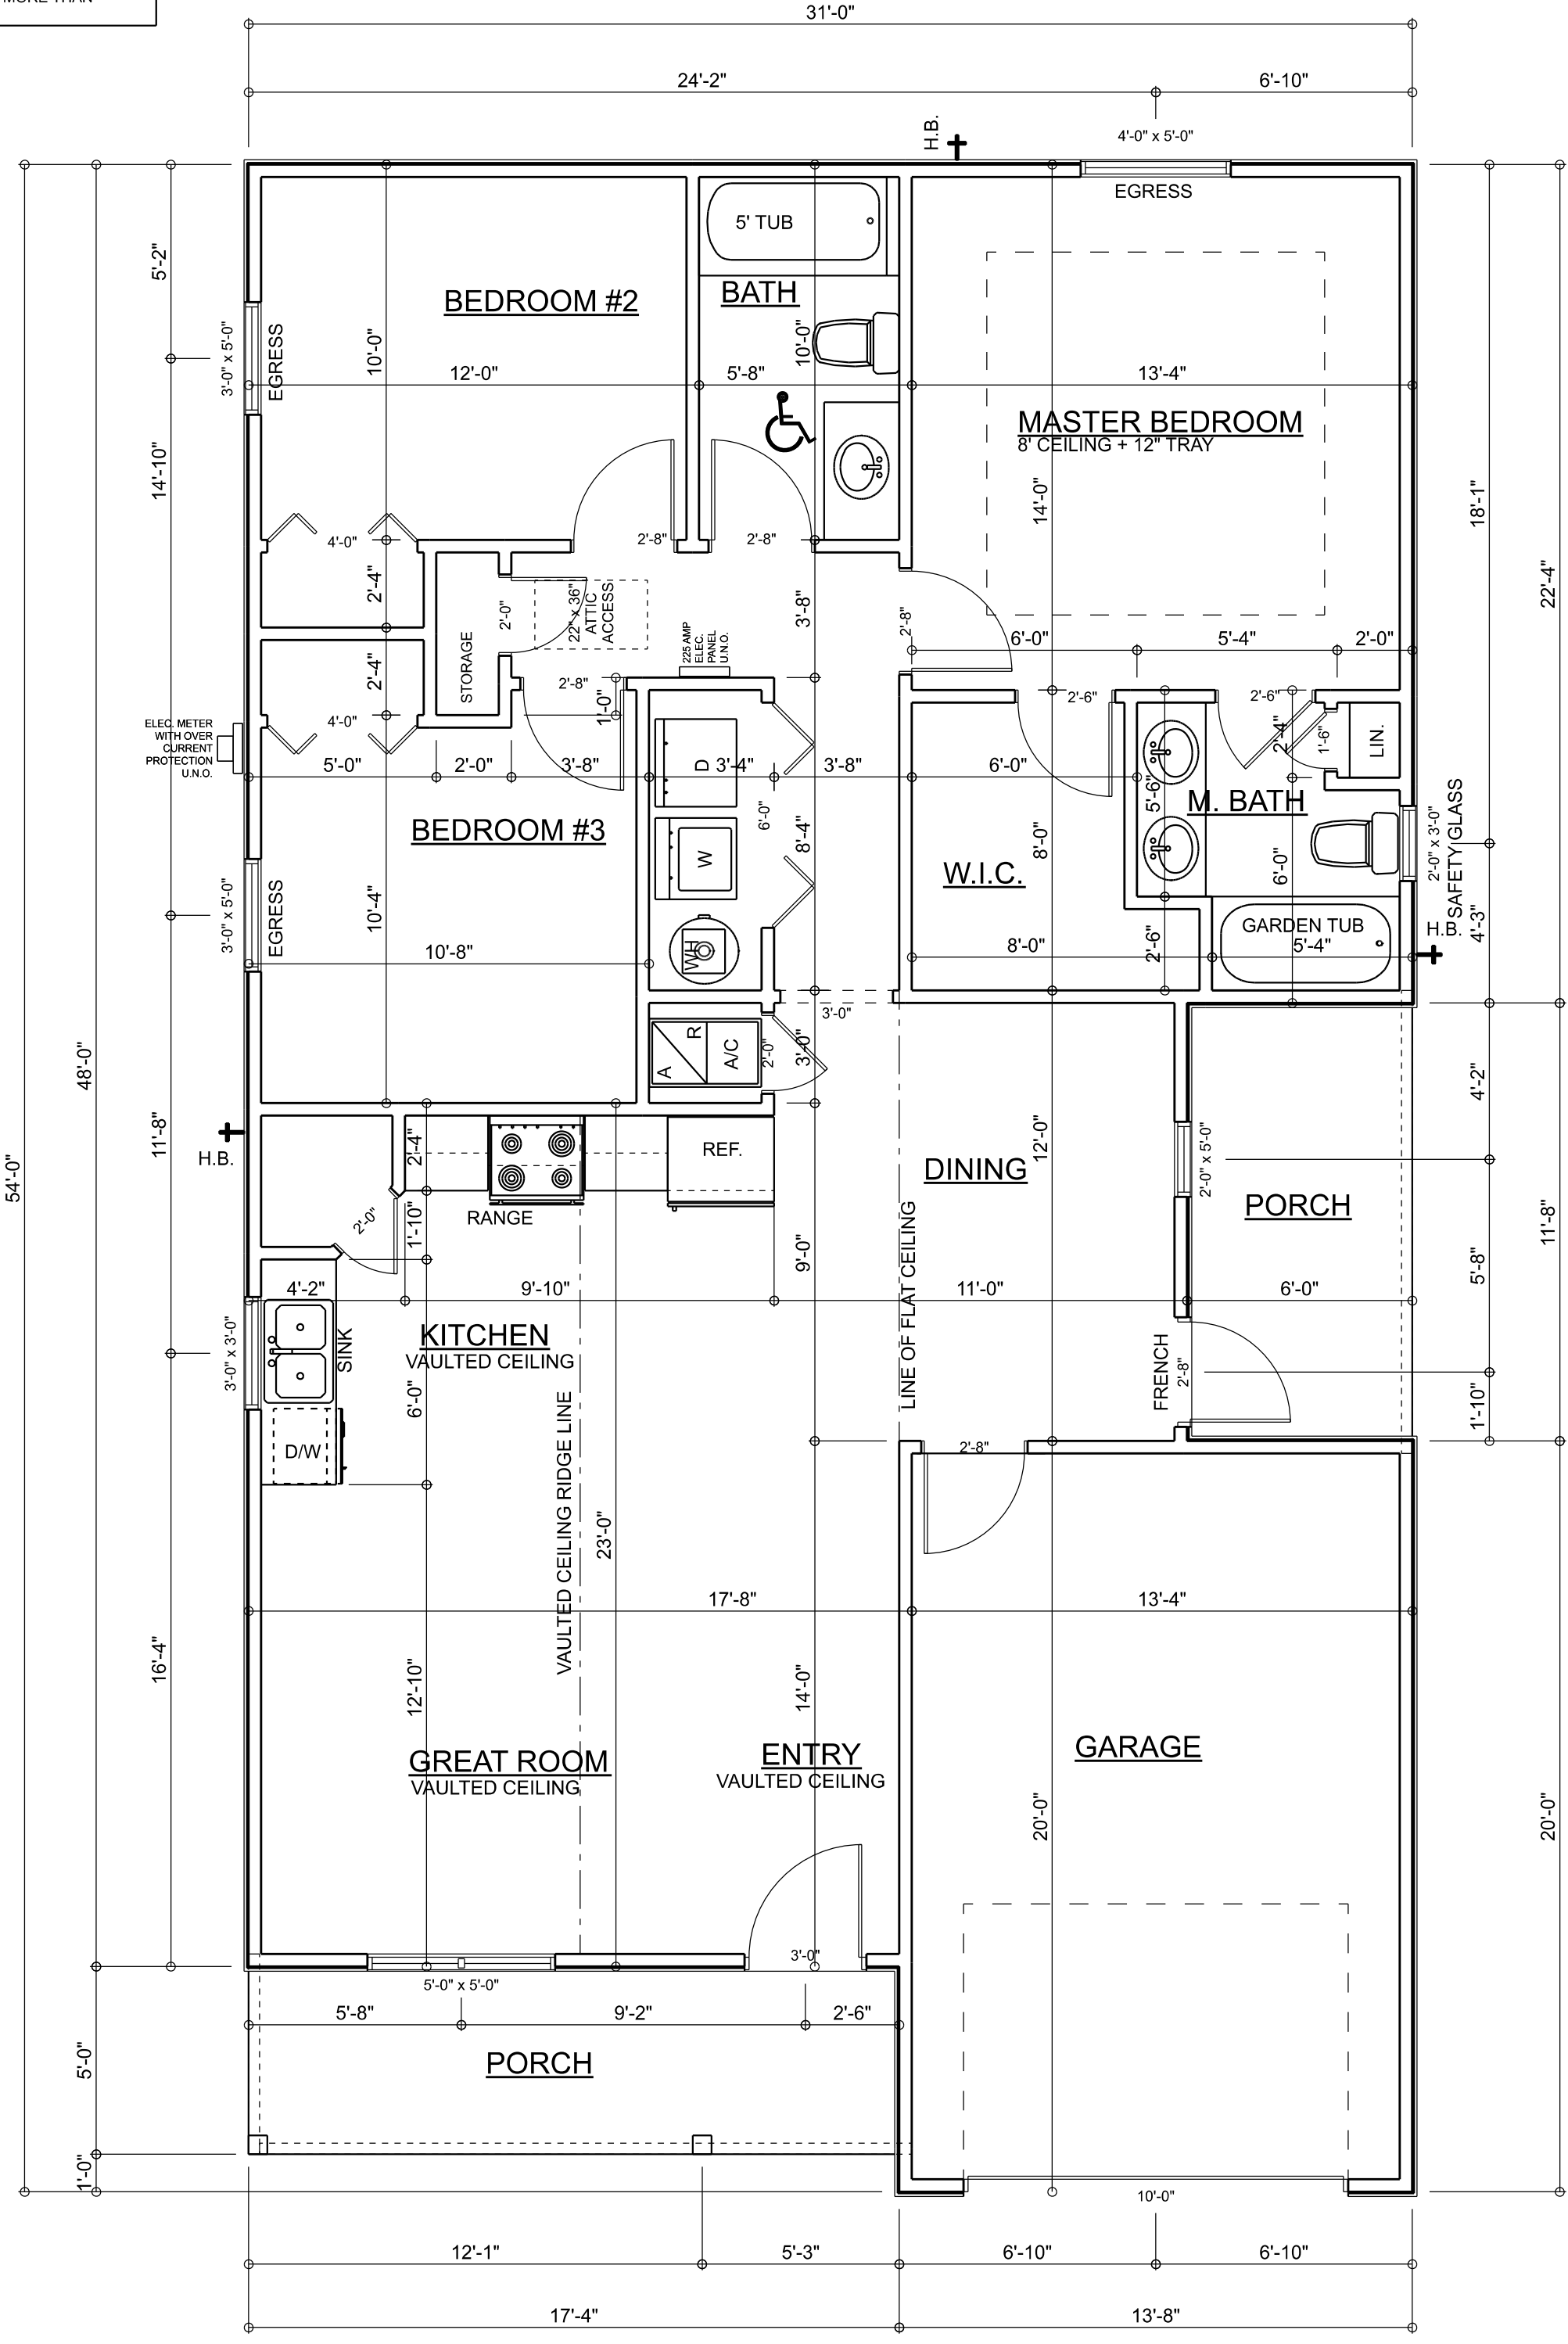 MORE THAN
31'-0"
24'-2"
6'-10"
H.B.
4'-0" x 5'-0"
EGRESS
5' TUB
5'-2"
BEDROOM #2
BATH
3'-0" x 5'-0"
EGRESS
10'-0"
10'-0"
12'-0"
5'-8"
13'-4"
MASTER BEDROOM
8' CEILING + 12" TRAY
14'-10"
14'-0"
18'-1"
22'-4"
4'-0"
2'-8"
2'-8"
2'-4"
2'-0"
22" x 36"
ATTIC
ACCESS
3'-8"
2'-8"
STORAGE
225 AMP
ELEC.
PANEL
U.N.O.
6'-0"
5'-4"
2'-0"
2'-4"
2'-8"
1'-0"
2'-6"
2'-6"
4'-0"
ELEC. METER
WITH OVER
CURRENT
PROTECTION
U.N.O.
2'-4"
1'-6"
LIN.
5'-0"
2'-0"
3'-8"
D
3'-4"
3'-8"
6'-0"
5'-6"
M. BATH
BEDROOM #3
6'-0"
8'-4"
8'-0"
W
W.I.C.
6'-0"
2'-0" x 3'-0"
SAFETY GLASS
3'-0" x 5'-0"
EGRESS
10'-4"
10'-8"
WH
8'-0"
2'-6"
GARDEN TUB
5'-4"
H.B.
4'-3"
3'-0"
A
R
A/C
2'-0"
3'-0"
48'-0"
54'-0"
11'-8"
H.B.
2'-4"
REF.
RANGE
DINING
12'-0"
2'-0" x 5'-0"
PORCH
4'-2"
11'-8"
2'-0"
1'-10"
9'-0"
LINE OF FLAT CEILING
5'-8"
4'-2"
9'-10"
11'-0"
6'-0"
3'-0" x 3'-0"
SINK
KITCHEN
VAULTED CEILING
6'-0"
FRENCH
2'-8"
1'-10"
D/W
2'-8"
VAULTED CEILING RIDGE LINE
23'-0"
17'-8"
13'-4"
16'-4"
12'-10"
14'-0"
GREAT ROOM
VAULTED CEILING
ENTRY
VAULTED CEILING
GARAGE
20'-0"
20'-0"
3'-0"
5'-0" x 5'-0"
5'-8"
9'-2"
2'-6"
5'-0"
PORCH
1'-0"
10'-0"
12'-1"
5'-3"
6'-10"
6'-10"
17'-4"
13'-8"